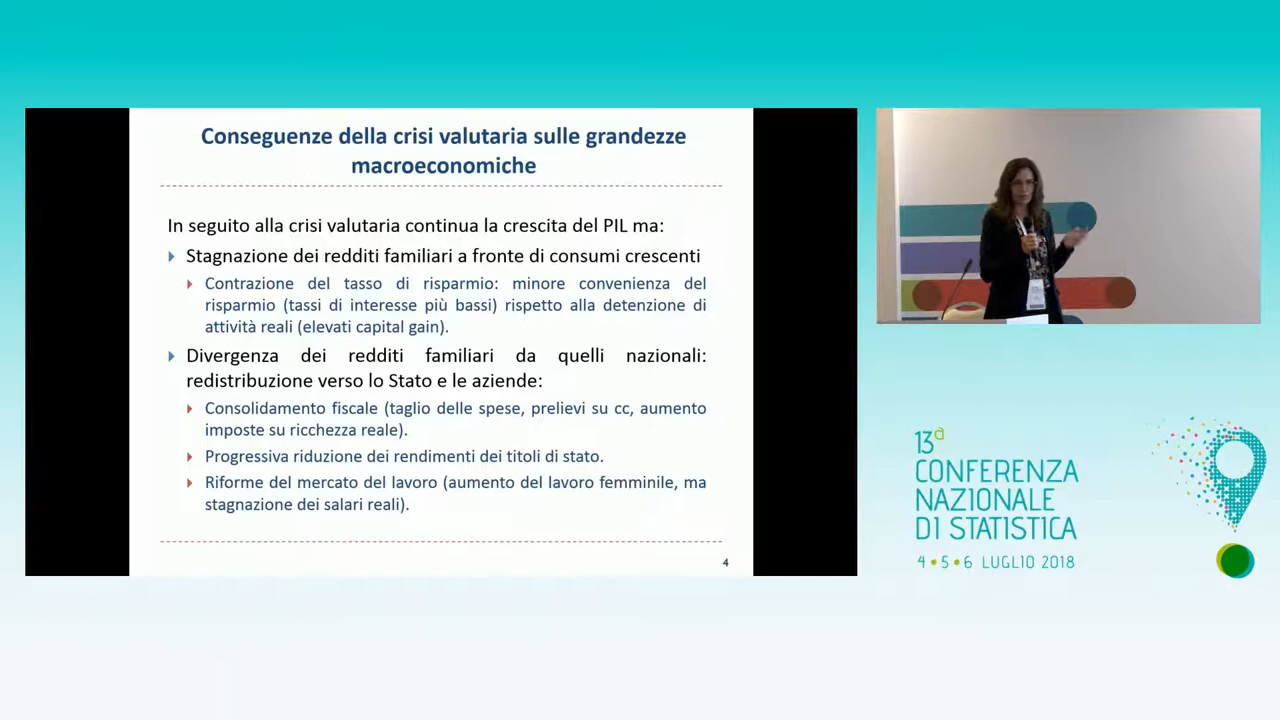 Conseguenze della crisi valutaria sulle grandezze
macroeconomiche
In seguito alla crisi valutaria continua la crescita del PIL ma:
Stagnazione dei redditi familiari a fronte di consumi crescenti
Contrazione del tasso di risparmio: minore convenienza del
risparmio (tassi di interesse più bassi) rispetto alla detenzione di
attività reali (elevati capital gain).
Divergenza dei redditi familiari da quelli nazionali:
redistribuzione verso lo Stato e le aziende:
Consolidamento fiscale (taglio delle spese, prelievi su cc, aumento
imposte su ricchezza reale).
Progressiva riduzione dei rendimenti dei titoli di stato.
Riforme del mercato del lavoro (aumento del lavoro femminile, ma
stagnazione dei salari reali).
4
13a
CONFERENZA
NAZIONALE
DI STATISTICA
4 • 5 • 6 LUGLIO 2018